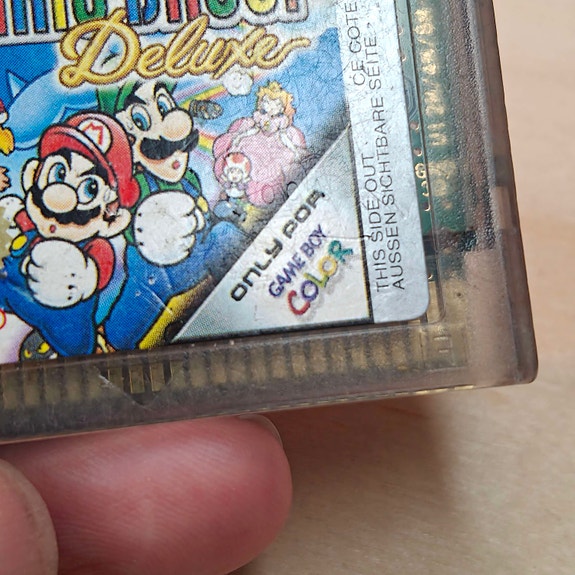 Deluxe
M
ONLY FOR
GAME BOY
COLOR
THIS SIDE OUT · CE COTE
AUSSEN SICHTBARE SEITE ·